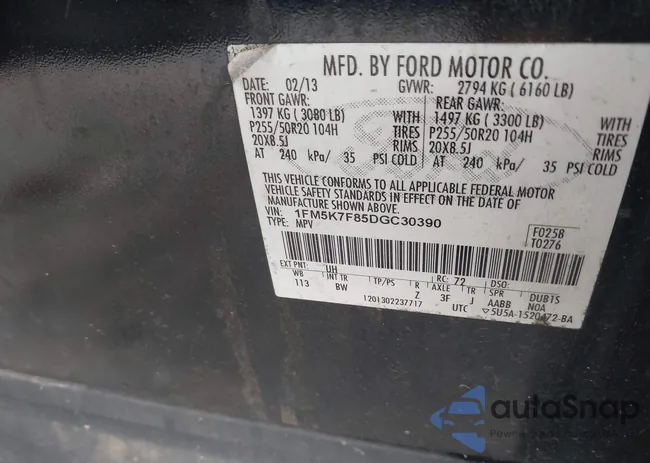 MFD. BY FORD MOTOR CO.
DATE: 02/13 GVWR: 2794 KG ( 6160 LB)
FRONT GAWR: REAR GAWR:
1397 KG ( 3080 LB) WITH 1497 KG ( 3300 LB) WITH
P255/50R20 104H TIRES P255/50R20 104H TIRES
20X8.5J RIMS 20X8.5J RIMS
AT 240 kPa/ 35 PSI COLD AT 240 kPa/ 35 PSI COLD
THIS VEHICLE CONFORMS TO ALL APPLICABLE FEDERAL MOTOR
VEHICLE SAFETY STANDARDS IN EFFECT ON THE DATE OF
MANUFACTURE SHOWN ABOVE.
VIN: 1FM5K7F85DGC30390
TYPE: MPV
F0258
T0276
EXT PNT: UH RC: 72 DSO:
WB INT TR TP/PS R AXLE TR SPR DUB1S
113 BW Z 3F J AABB N0A
1201302237717 UTC ▽5U5A-1520472-BA
autoSnap